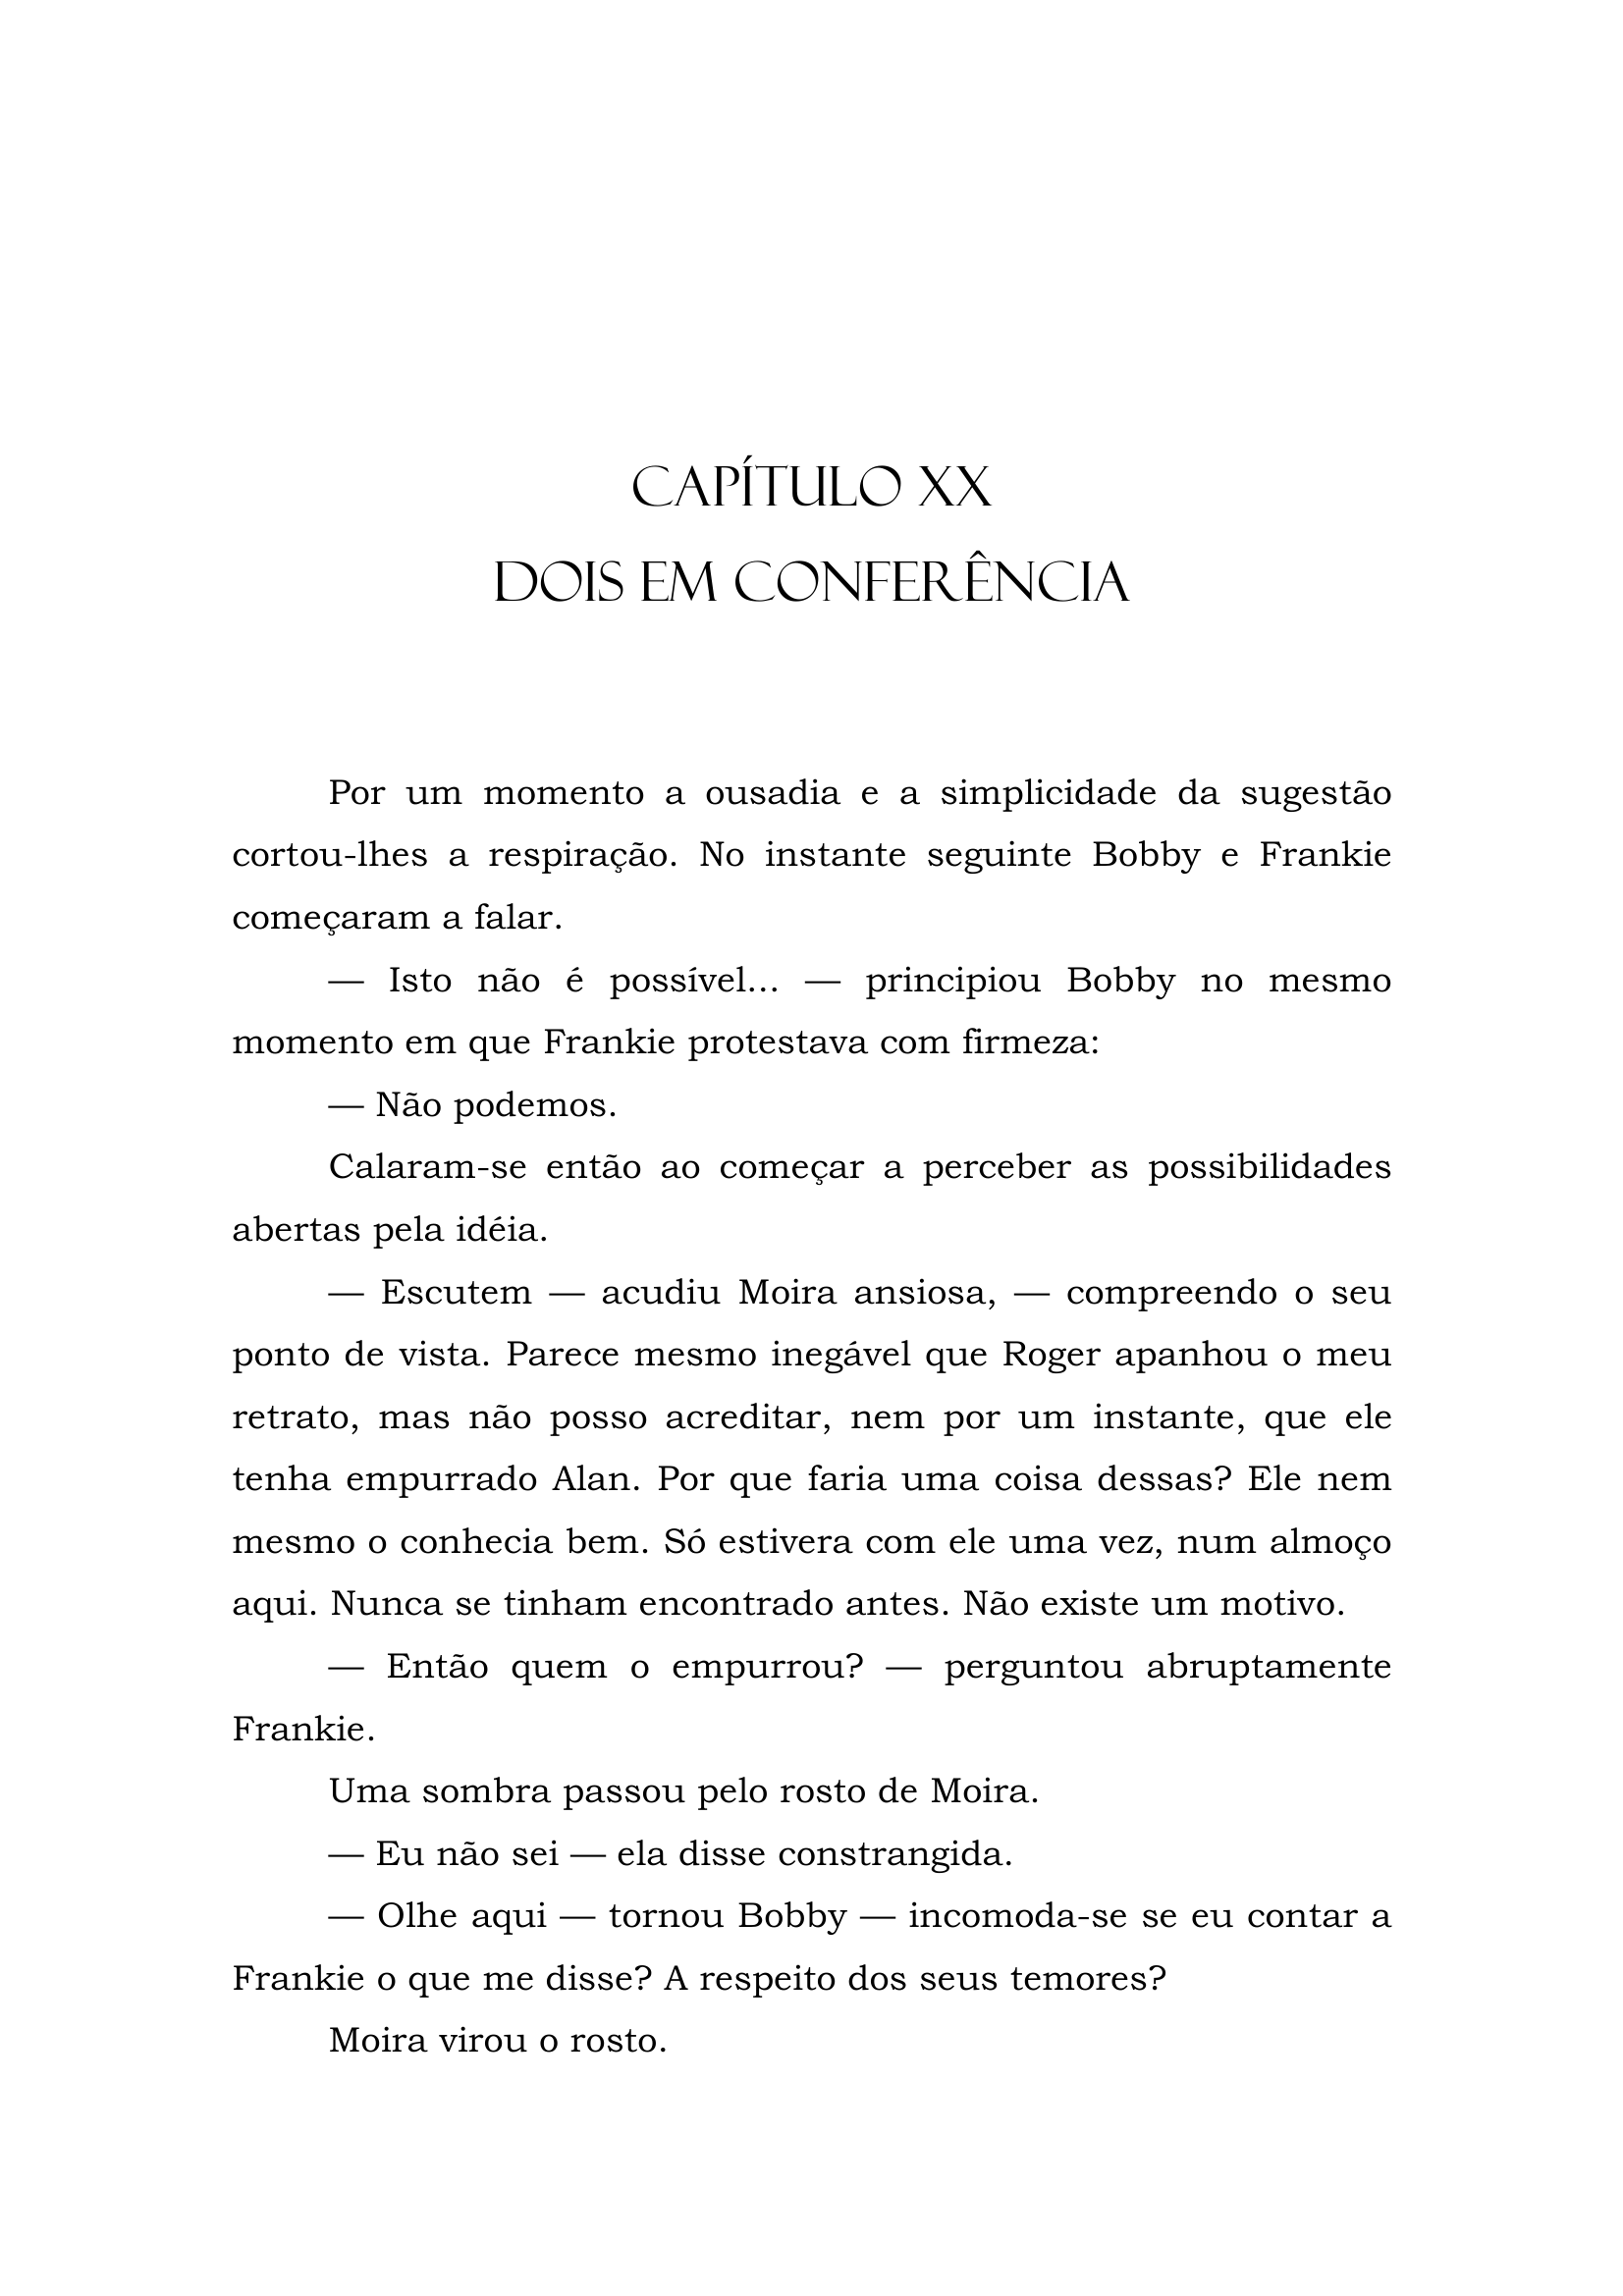 CAPÍTULO XX
DOIS EM CONFERÊNCIA
Por um momento a ousadia e a simplicidade da sugestão
cortou-lhes a respiração. No instante seguinte Bobby e Frankie
começaram a falar.
— Isto não é possível... — principiou Bobby no mesmo
momento em que Frankie protestava com firmeza:
— Não podemos.
Calaram-se então ao começar a perceber as possibilidades
abertas pela idéia.
— Escutem — acudiu Moira ansiosa, — compreendo o seu
ponto de vista. Parece mesmo inegável que Roger apanhou o meu
retrato, mas não posso acreditar, nem por um instante, que ele
tenha empurrado Alan. Por que faria uma coisa dessas? Ele nem
mesmo o conhecia bem. Só estivera com ele uma vez, num almoço
aqui. Nunca se tinham encontrado antes. Não existe um motivo.
— Então quem o empurrou? — perguntou abruptamente
Frankie.
Uma sombra passou pelo rosto de Moira.
— Eu não sei — ela disse constrangida.
— Olhe aqui — tornou Bobby — incomoda-se se eu contar a
Frankie o que me disse? A respeito dos seus temores?
Moira virou o rosto.